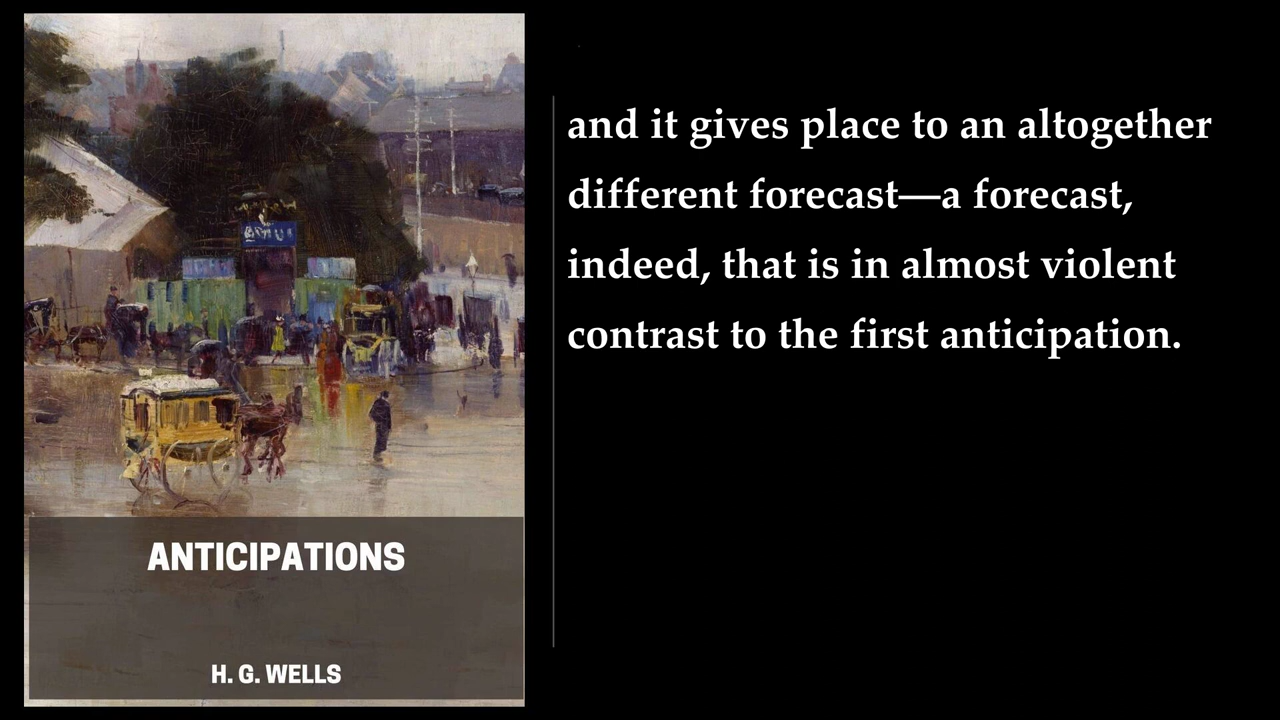 ANTICIPATIONS
H. G. WELLS
and it gives place to an altogether
different forecast—a forecast,
indeed, that is in almost violent
contrast to the first anticipation.